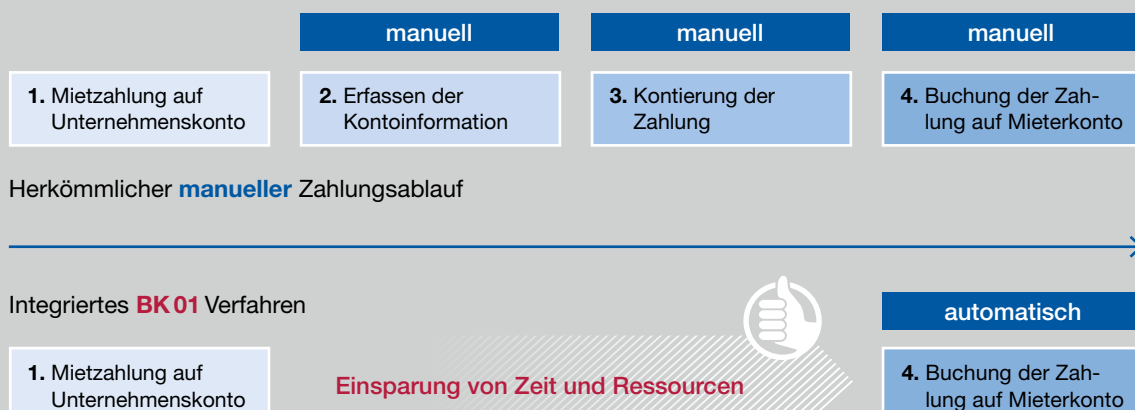 manuell
manuell
manuell
1. Mietzahlung auf
Unternehmenskonto
2. Erfassen der
Kontoinformation
3. Kontierung der
Zahlung
4. Buchung der Zah-
lung auf Mieterkonto
Herkömmlicher manueller Zahlungsablauf
Integriertes BK 01 Verfahren
automatisch
1. Mietzahlung auf
Unternehmenskonto
Einsparung von Zeit und Ressourcen
4. Buchung der Zah-
lung auf Mieterkonto